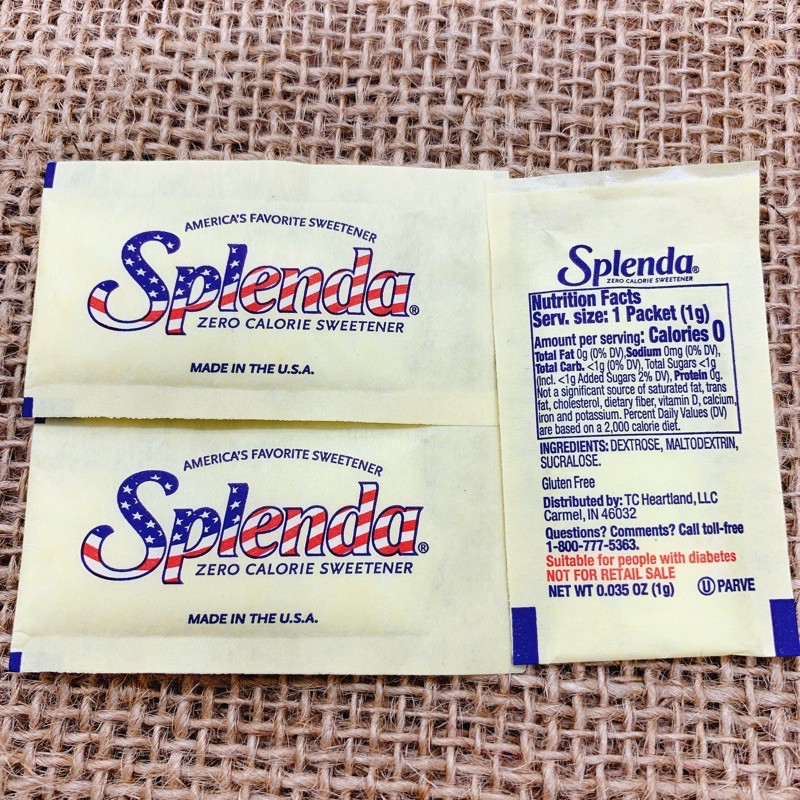 AMERICA'S FAVORITE SWEETENER
Splenda®
ZERO CALORIE SWEETENER
MADE IN THE U.S.A.
AMERICA'S FAVORITE SWEETENER
Splenda®
ZERO CALORIE SWEETENER
MADE IN THE U.S.A.
Splenda®
ZERO CALORIE SWEETENER
Nutrition Facts
Serv. size: 1 Packet (1g)
Amount per serving: Calories 0
Total Fat 0g (0% DV), Sodium 0mg (0% DV),
Total Carb. <1g (0% DV), Total Sugars <1g
(Incl. <1g Added Sugars 2% DV), Protein 0g.
Not a significant source of saturated fat, trans
fat, cholesterol, dietary fiber, vitamin D, calcium,
iron and potassium. Percent Daily Values (DV)
are based on a 2,000 calorie diet.
INGREDIENTS: DEXTROSE, MALTODEXTRIN,
SUCRALOSE.
Gluten Free
Distributed by: TC Heartland, LLC
Carmel, IN 46032
Questions? Comments? Call toll-free
1-800-777-5363.
Suitable for people with diabetes
NOT FOR RETAIL SALE
NET WT 0.035 OZ (1g) Ⓤ PARVE